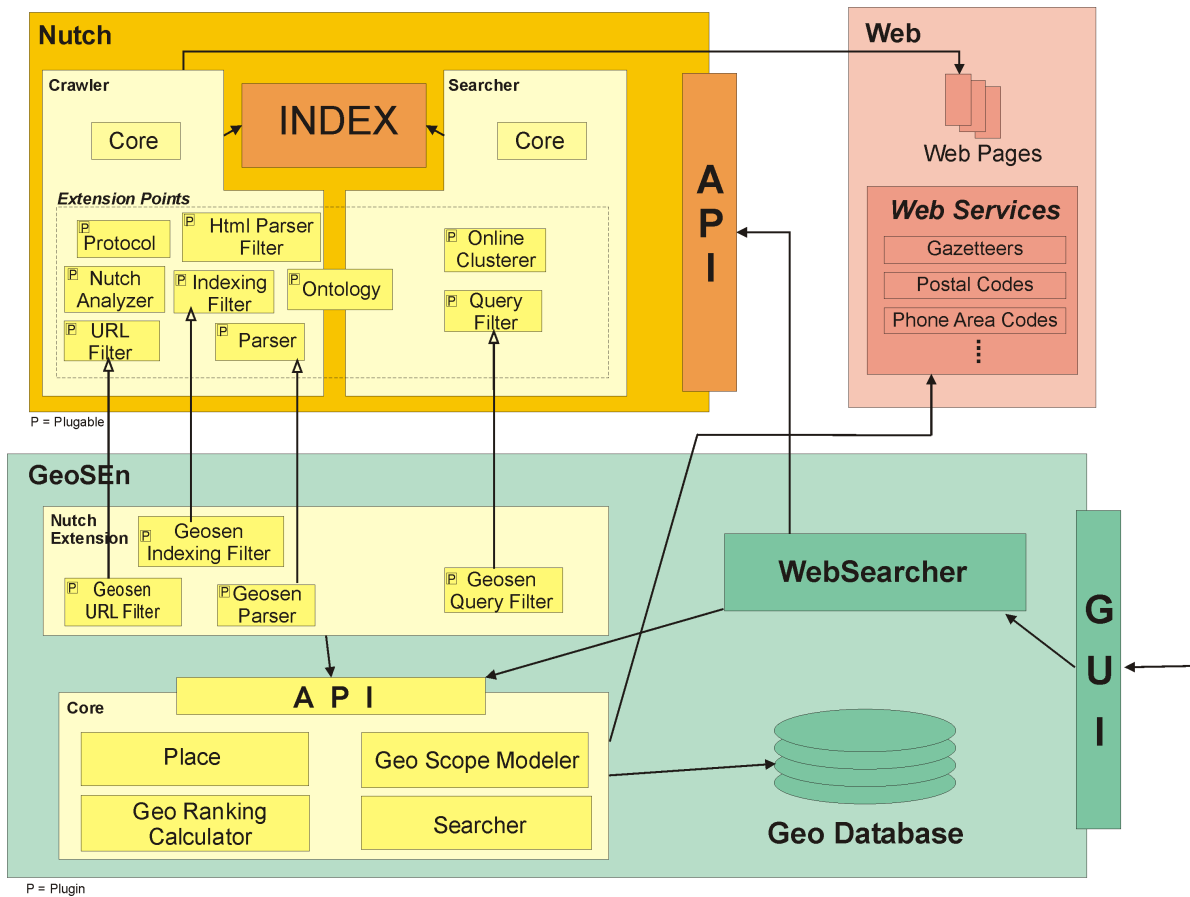 Nutch
Crawler
Core
INDEX
Searcher
Core
Extension Points
P
Protocol
P
Html Parser
Filter
P
Nutch
Analyzer
P
Indexing
Filter
P
Ontology
P
URL
Filter
P
Parser
P
Online
Clusterer
P
Query
Filter
A
P
I
P = Plugable
Web
Web Pages
Web Services
Gazetteers
Postal Codes
Phone Area Codes
GeoSEn
Nutch
Extension
P
Geosen
Indexing Filter
P
Geosen
URL Filter
P
Geosen
Parser
P
Geosen
Query Filter
WebSearcher
G
U
I
A P I
Core
Place
Geo Scope Modeler
Geo Ranking
Calculator
Searcher
Geo Database
P = Plugin